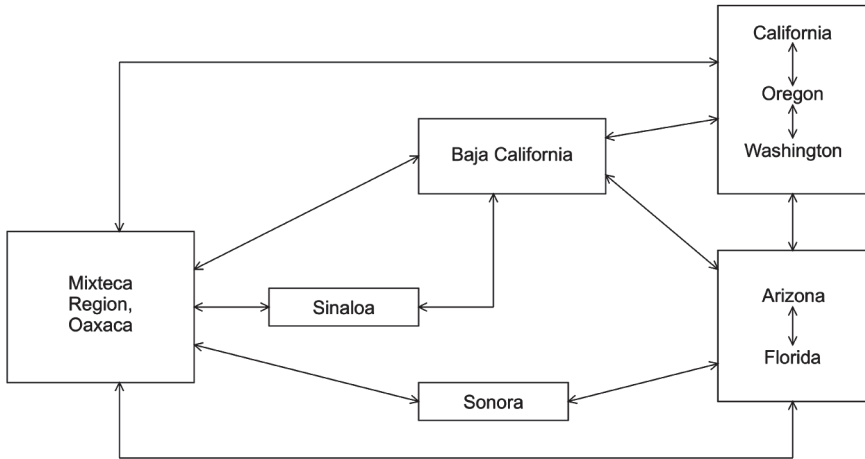 California
Oregon
Washington
Baja California
Mixteca
Region,
Oaxaca
Sinaloa
Arizona
Florida
Sonora